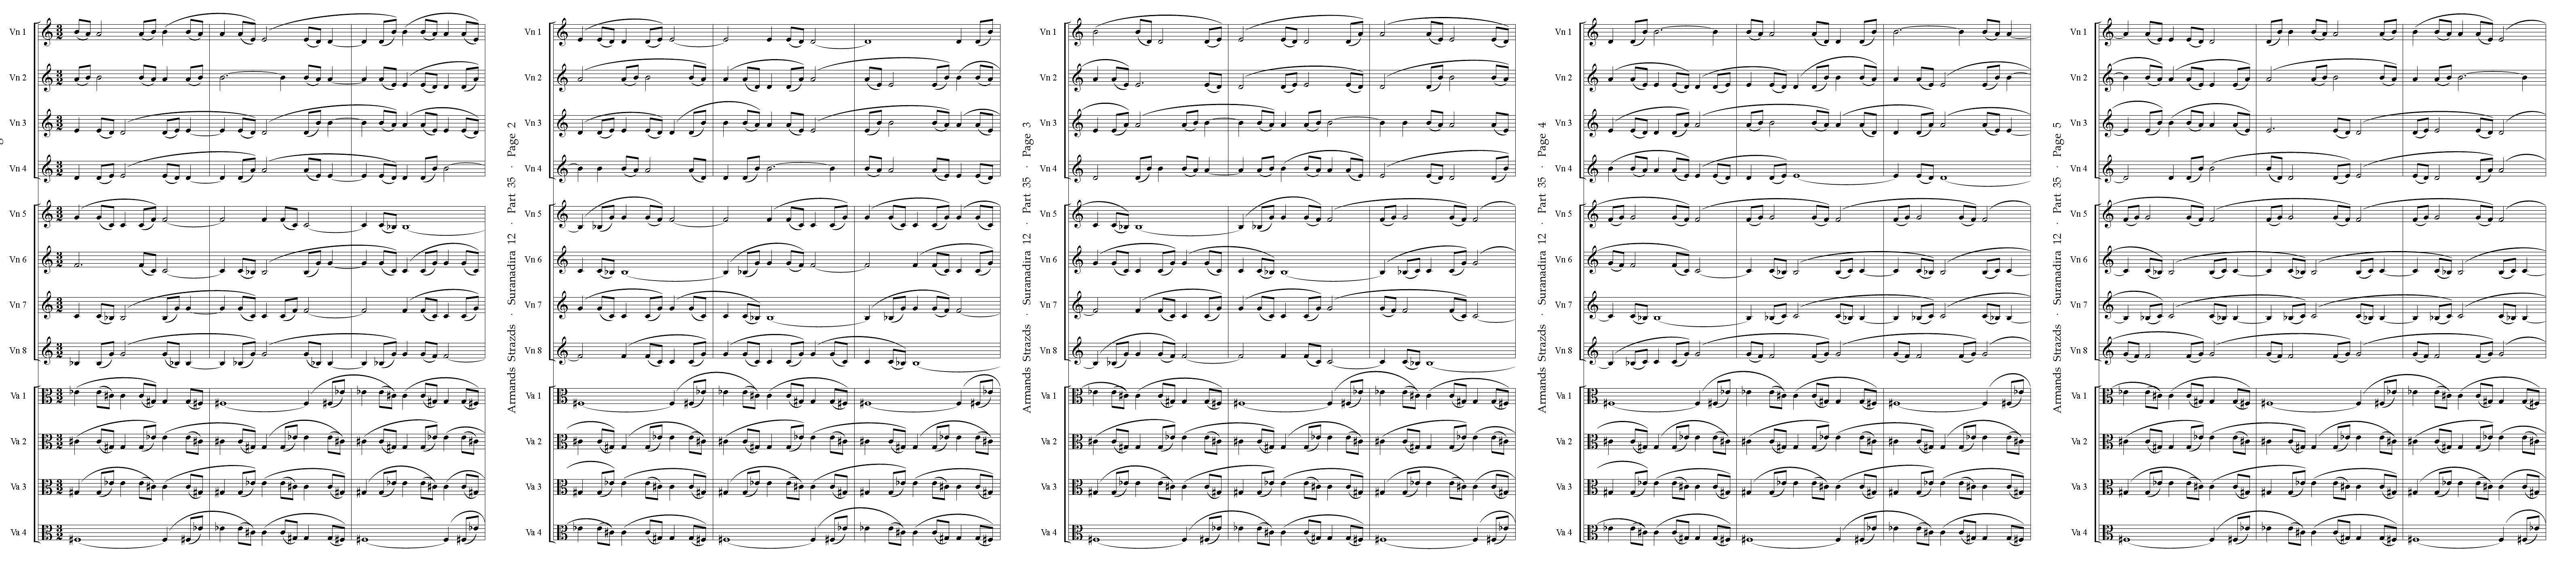 Vn 1
Vn 2
Vn 3
Vn 4
Vn 5
Vn 6
Vn 7
Vn 8
Va 1
Va 2
Va 3
Va 4
Armands Strazds · Suranadira 12 · Part 35 · Page 2
Vn 1
Vn 2
Vn 3
Vn 4
Vn 5
Vn 6
Vn 7
Vn 8
Va 1
Va 2
Va 3
Va 4
Armands Strazds · Suranadira 12 · Part 35 · Page 3
Vn 1
Vn 2
Vn 3
Vn 4
Vn 5
Vn 6
Vn 7
Vn 8
Va 1
Va 2
Va 3
Va 4
Armands Strazds · Suranadira 12 · Part 35 · Page 4
Vn 1
Vn 2
Vn 3
Vn 4
Vn 5
Vn 6
Vn 7
Vn 8
Va 1
Va 2
Va 3
Va 4
Armands Strazds · Suranadira 12 · Part 35 · Page 5
Vn 1
Vn 2
Vn 3
Vn 4
Vn 5
Vn 6
Vn 7
Vn 8
Va 1
Va 2
Va 3
Va 4